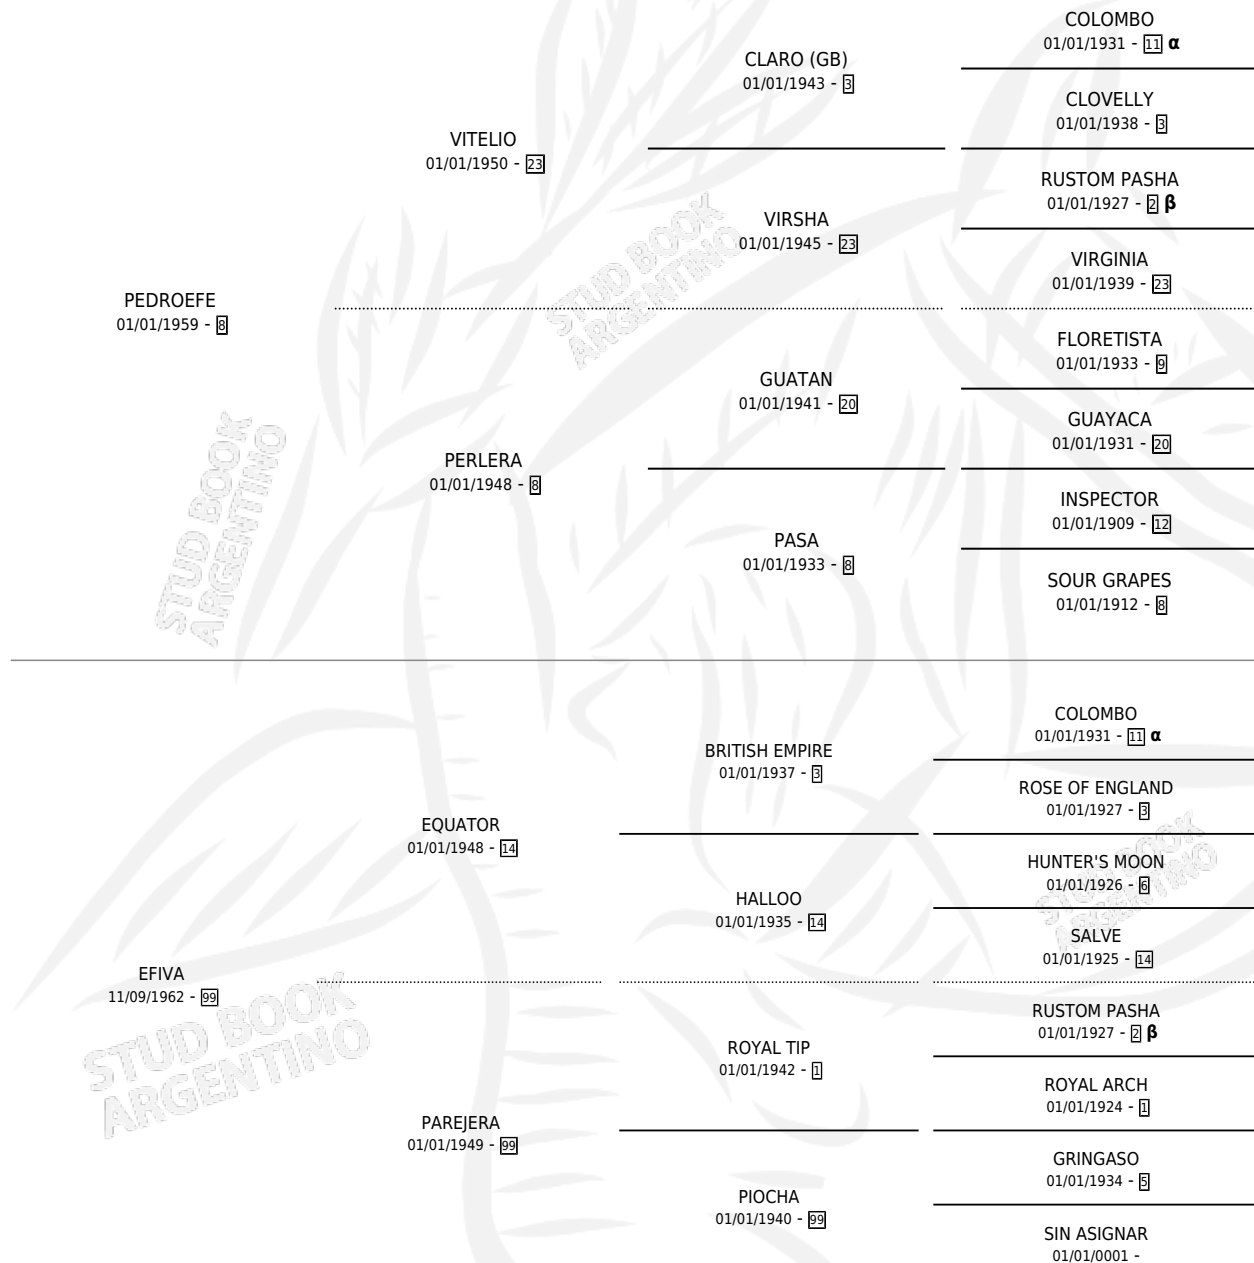 COLOMBO
01/01/1931 - 11 α
CLARO (GB)
01/01/1943 - 3
CLOVELLY
01/01/1938 - 3
VITELIO
01/01/1950 - 23
RUSTOM PASHA
01/01/1927 - 2 β
VIRSHA
01/01/1945 - 23
VIRGINIA
01/01/1939 - 23
PEDROEFE
01/01/1959 - 8
FLORETISTA
01/01/1933 - 9
GUATAN
01/01/1941 - 20
GUAYACA
01/01/1931 - 20
PERLERA
01/01/1948 - 8
INSPECTOR
01/01/1909 - 12
PASA
01/01/1933 - 8
SOUR GRAPES
01/01/1912 - 8
STUD BOOK
ARGENTINO
STUD BOOK
ARGENTINO
COLOMBO
01/01/1931 - 11 α
BRITISH EMPIRE
01/01/1937 - 3
ROSE OF ENGLAND
01/01/1927 - 3
EQUATOR
01/01/1948 - 14
HUNTER'S MOON
01/01/1926 - 6
HALLOO
01/01/1935 - 14
SALVE
01/01/1925 - 14
EFIVA
11/09/1962 - 99
RUSTOM PASHA
01/01/1927 - 2 β
ROYAL TIP
01/01/1942 - 1
ROYAL ARCH
01/01/1924 - 1
PAREJERA
01/01/1949 - 99
GRINGASO
01/01/1934 - 5
PIOCHA
01/01/1940 - 99
SIN ASIGNAR
01/01/0001 -
STUD BOOK
ARGENTINO
STUD BOOK
ARGENTINO